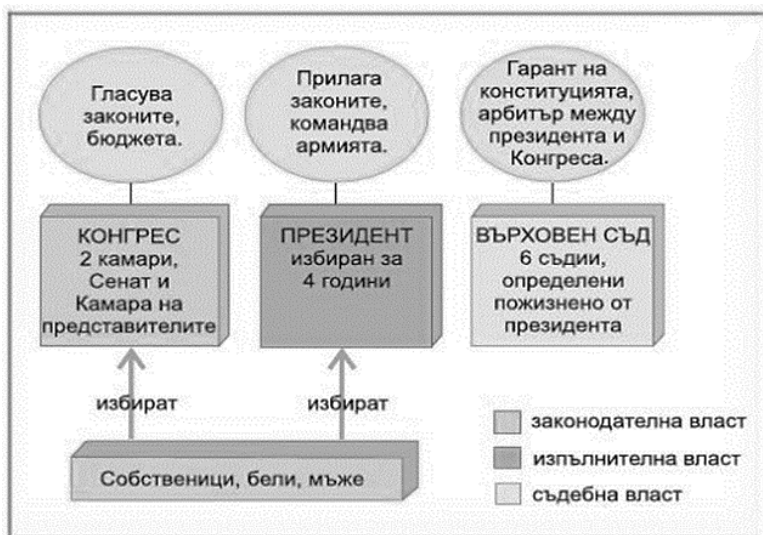 Гласува
законите,
бюджета.
Прилага
законите,
командва
армията.
Гарант на
конституцията,
арбитър между
президента и
Конгреса.
КОНГРЕС
2 камари,
Сенат и
Камара на
представителите
ПРЕЗИДЕНТ
избиран за
4 години
ВЪРХОВЕН СЪД
6 съдии,
определени
пожизнено от
президента
избират
избират
Собственици, бели, мъже
законодателна власт
изпълнителна власт
съдебна власт